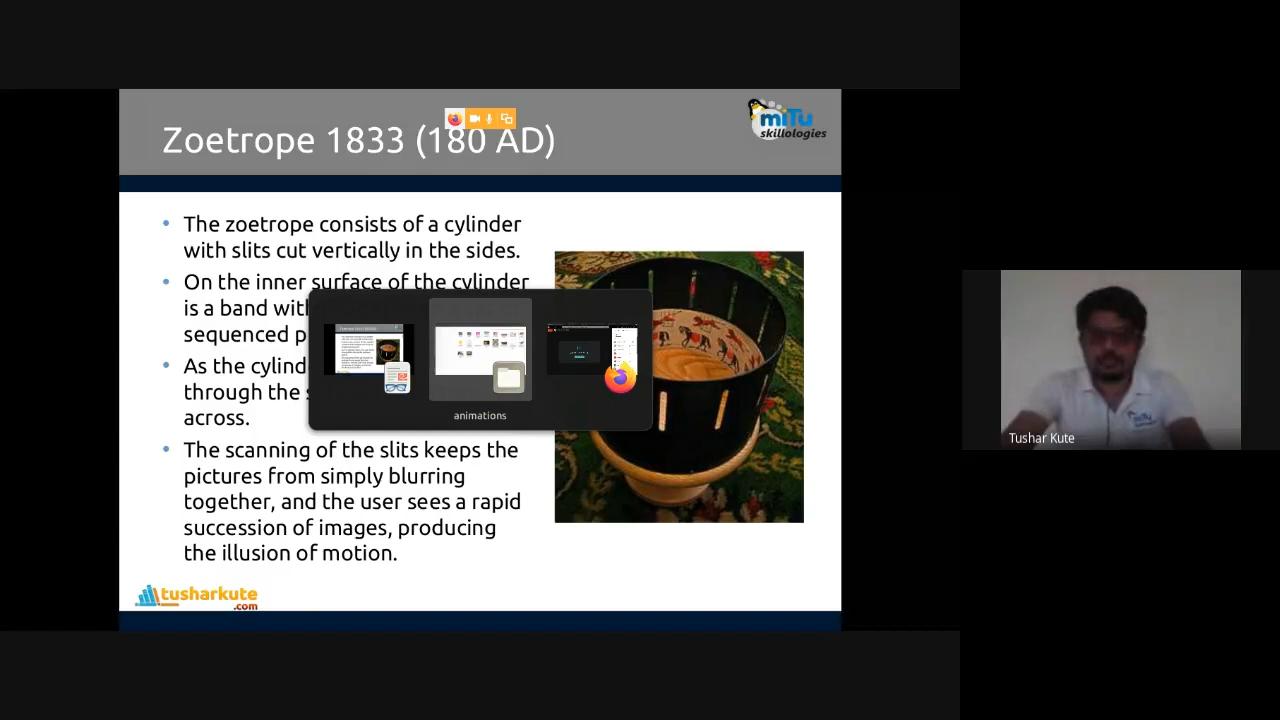 Zoetrope 1833 (180 AD)
miTu
skillologies
The zoetrope consists of a cylinder
with slits cut vertically in the sides.
On the inner surface of the cylinder
is a band with
sequenced p
As the cylind
through the s
across.
animations
The scanning of the slits keeps the
pictures from simply blurring
together, and the user sees a rapid
succession of images, producing
the illusion of motion.
tusharkute
.com
miTu
Tushar Kute